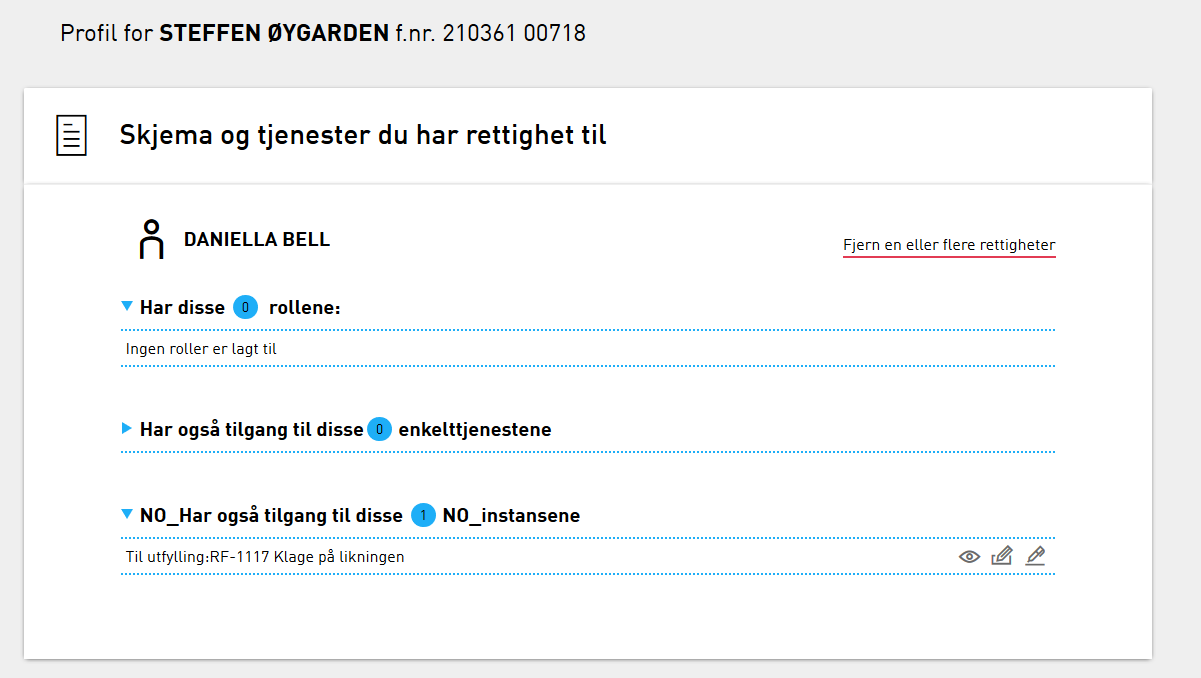 Profil for STEFFEN ØYGARDEN f.nr. 210361 00718
Skjema og tjenester du har rettighet til
DANIELLA BELL
Fjern en eller flere rettigheter
Har disse 0 rollene:
Ingen roller er lagt til
Har også tilgang til disse 0 enkelttjenestene
NO_Har også tilgang til disse 1 NO_instansene
Til utfylling:RF-1117 Klage på likningen